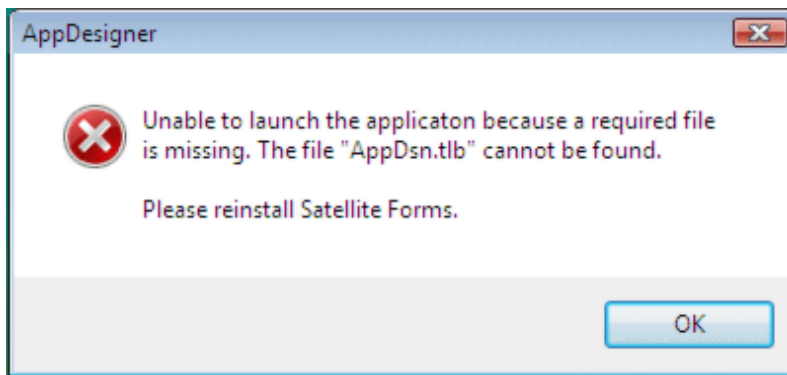 AppDesigner
Unable to launch the applicaton because a required file
is missing. The file "AppDsn.tlb" cannot be found.
Please reinstall Satellite Forms.
OK